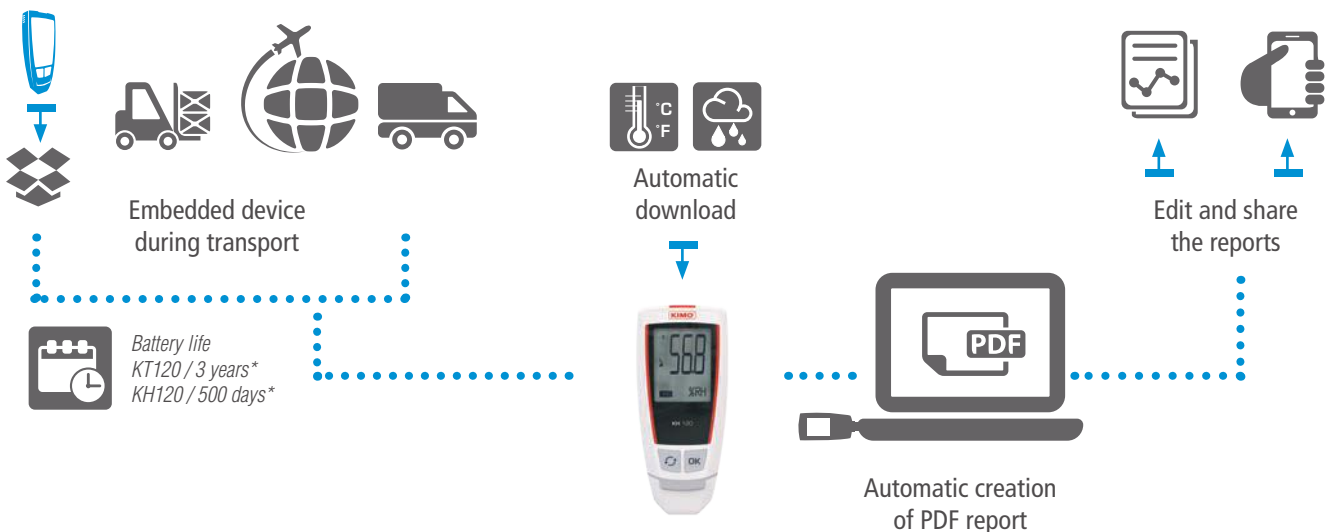 Embedded device
during transport
Battery life
KT120 / 3 years*
KH120 / 500 days*
°C
°F
Automatic
download
KIMO
56.8
%RH
KH 120
OK
PDF
Automatic creation
of PDF report
Edit and share
the reports